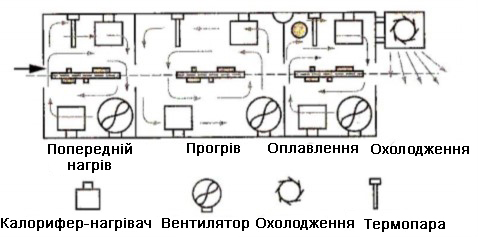 Попередній нагрів
Прогрів
Оплавлення
Охолодження
Калорифер-нагрівач
Вентилятор
Охолодження
Термопара